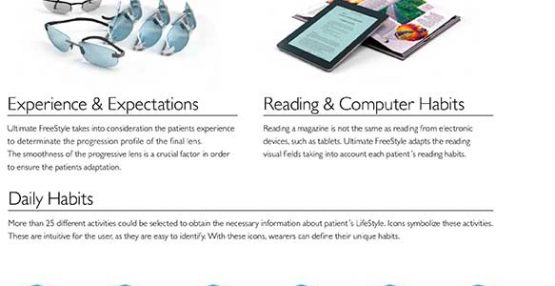 Experience & Expectations
Ultimate FreeStyle takes into consideration the patients experience
to determinate the progression profile of the final lens.
The smoothness of the progressive lens is a crucial factor in order
to ensure the patients adaptation.
Reading & Computer Habits
Reading a magazine is not the same as reading from electronic
devices, such as tablets. Ultimate FreeStyle adapts the reading
visual fields taking into account each patient´s reading habits.
Daily Habits
More than 25 different activities could be selected to obtain the necessary information about patient´s LifeStyle. Icons symbolize these activities.
These are intuitive for the user, as they are easy to identify. With these icons, wearers can define their unique habits.